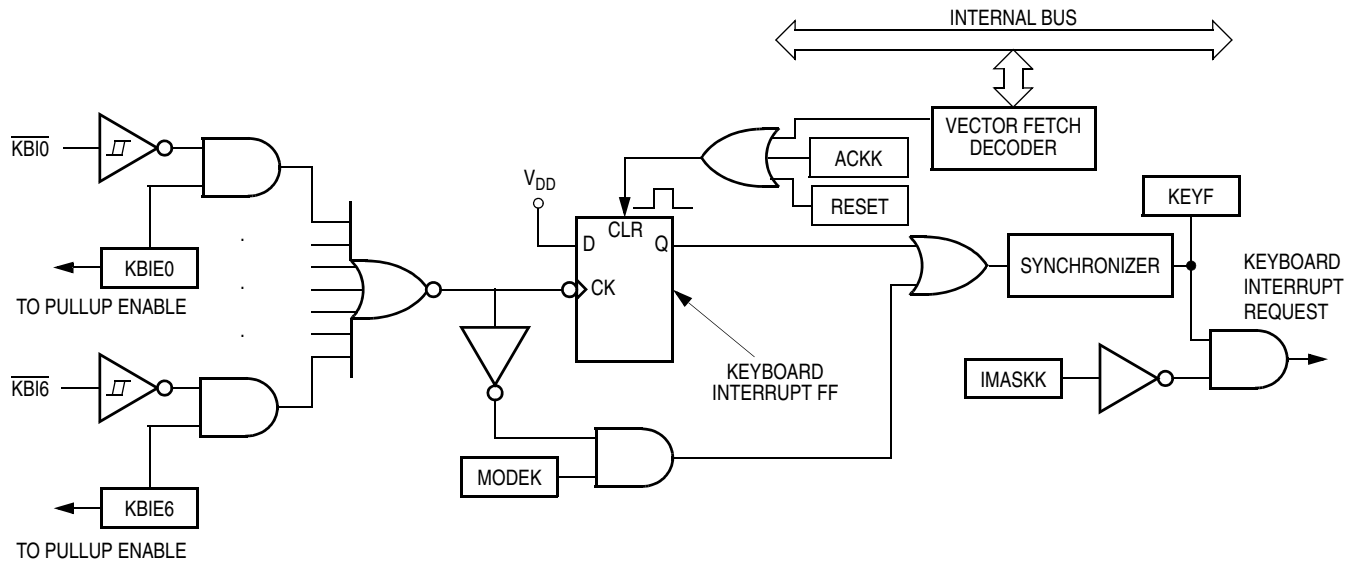 INTERNAL BUS
VECTOR FETCH
DECODER
ACKK
RESET
KBI0
KBIE0
TO PULLUP ENABLE
.
.
.
KBI6
KBIE6
TO PULLUP ENABLE
VDD
D
CLR
Q
CK
KEYBOARD
INTERRUPT FF
MODEK
SYNCHRONIZER
KEYF
IMASKK
KEYBOARD
INTERRUPT
REQUEST